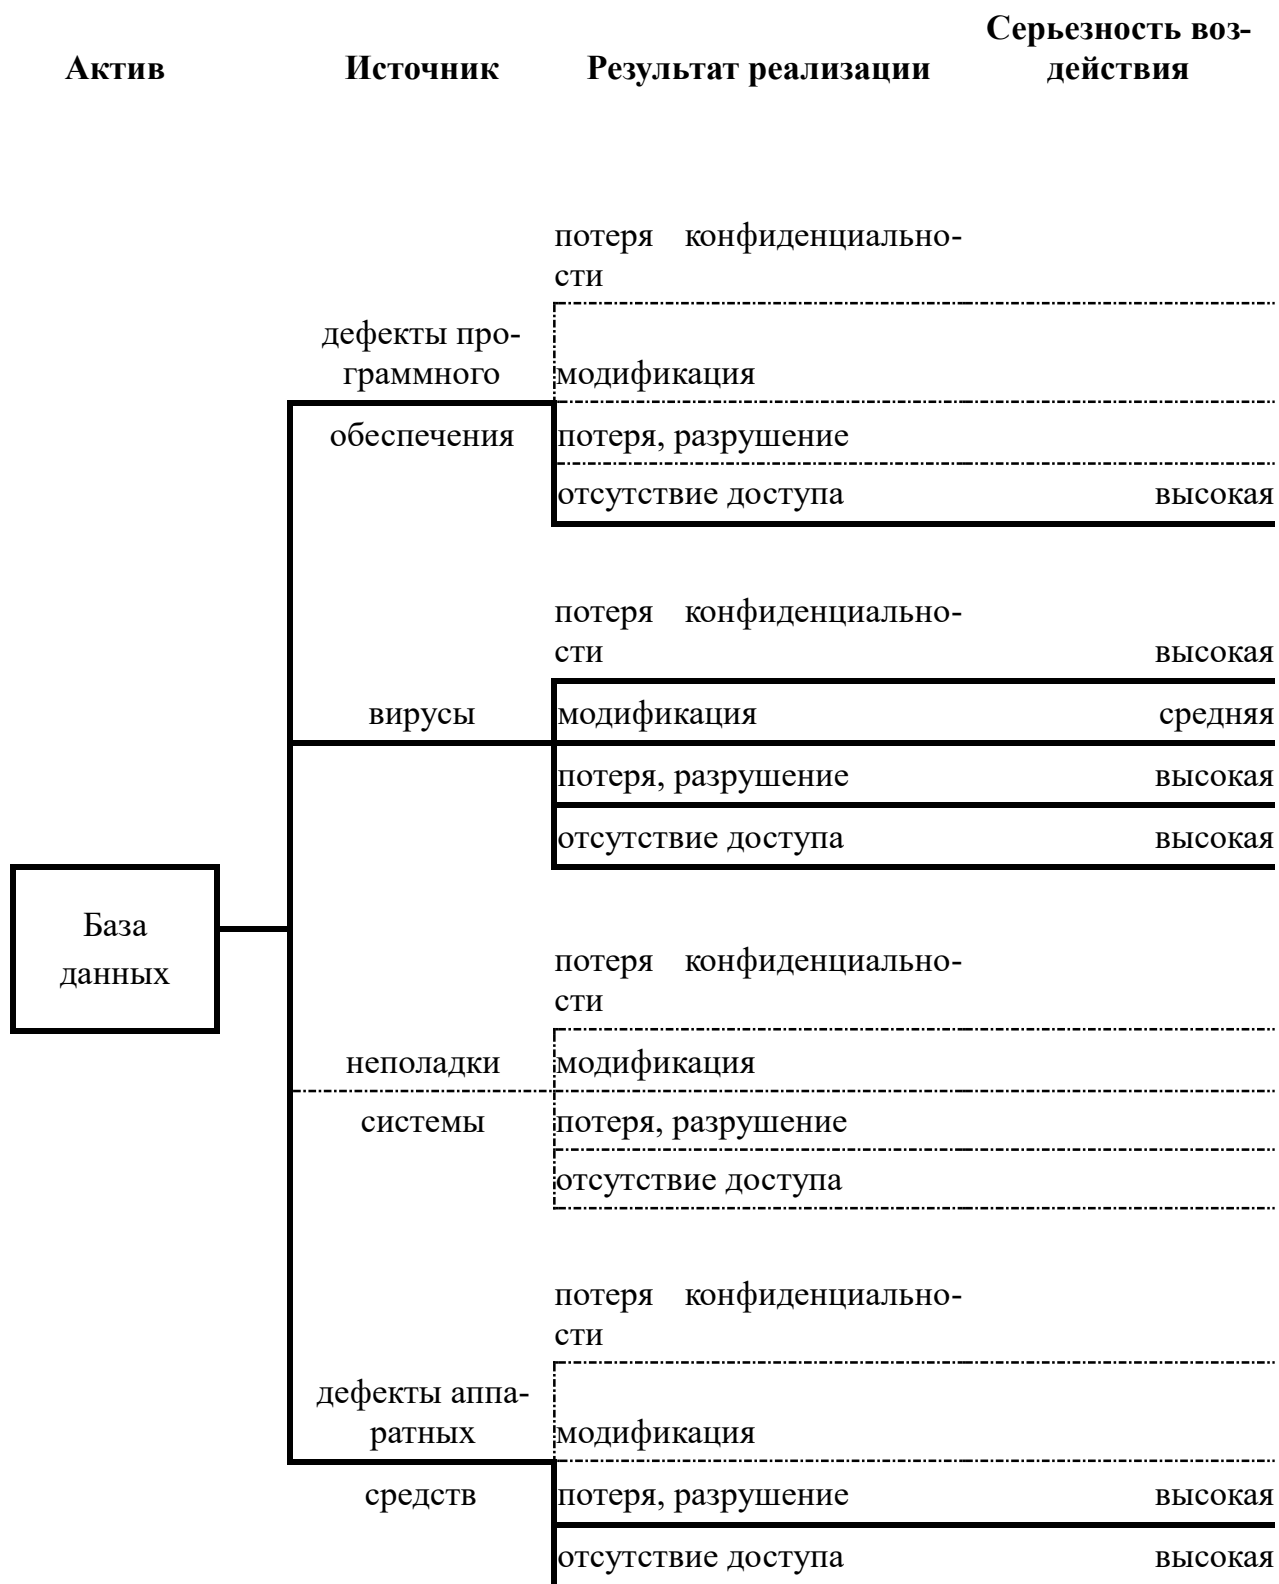 Актив Источник Результат реализации Серьезность воз-
действия
потеря конфиденциально-
сти
дефекты про-
граммного модификация
обеспечения потеря, разрушение
отсутствие доступа высокая
потеря конфиденциально-
сти высокая
вирусы модификация средняя
потеря, разрушение высокая
отсутствие доступа высокая
База
данных
потеря конфиденциально-
сти
неполадки модификация
системы потеря, разрушение
отсутствие доступа
потеря конфиденциально-
сти
дефекты аппа-
ратных модификация
средств потеря, разрушение высокая
отсутствие доступа высокая